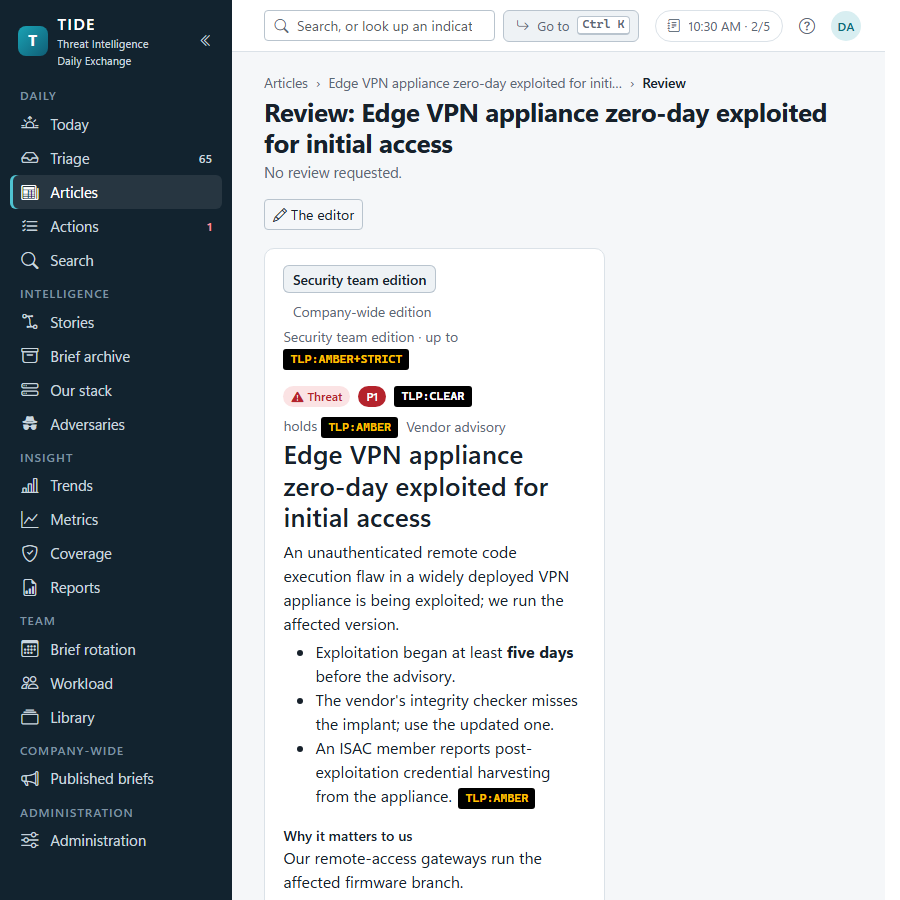 T
TIDE
Threat Intelligence
Daily Exchange
DAILY
Today
Triage 65
Articles
Actions 1
Search
INTELLIGENCE
Stories
Brief archive
Our stack
Adversaries
INSIGHT
Trends
Metrics
Coverage
Reports
TEAM
Brief rotation
Workload
Library
COMPANY-WIDE
Published briefs
ADMINISTRATION
Administration
Search, or look up an indicat
Go to Ctrl K
10:30 AM · 2/5
?
DA
Articles › Edge VPN appliance zero-day exploited for initi... › Review
Review: Edge VPN appliance zero-day exploited
for initial access
No review requested.
The editor
Security team edition
Company-wide edition
Security team edition · up to
TLP:AMBER+STRICT
Threat P1 TLP:CLEAR
holds TLP:AMBER Vendor advisory
Edge VPN appliance
zero-day exploited for
initial access
An unauthenticated remote code
execution flaw in a widely deployed VPN
appliance is being exploited; we run the
affected version.
• Exploitation began at least five days
before the advisory.
• The vendor's integrity checker misses
the implant; use the updated one.
• An ISAC member reports post-
exploitation credential harvesting
from the appliance. TLP:AMBER
Why it matters to us
Our remote-access gateways run the
affected firmware branch.